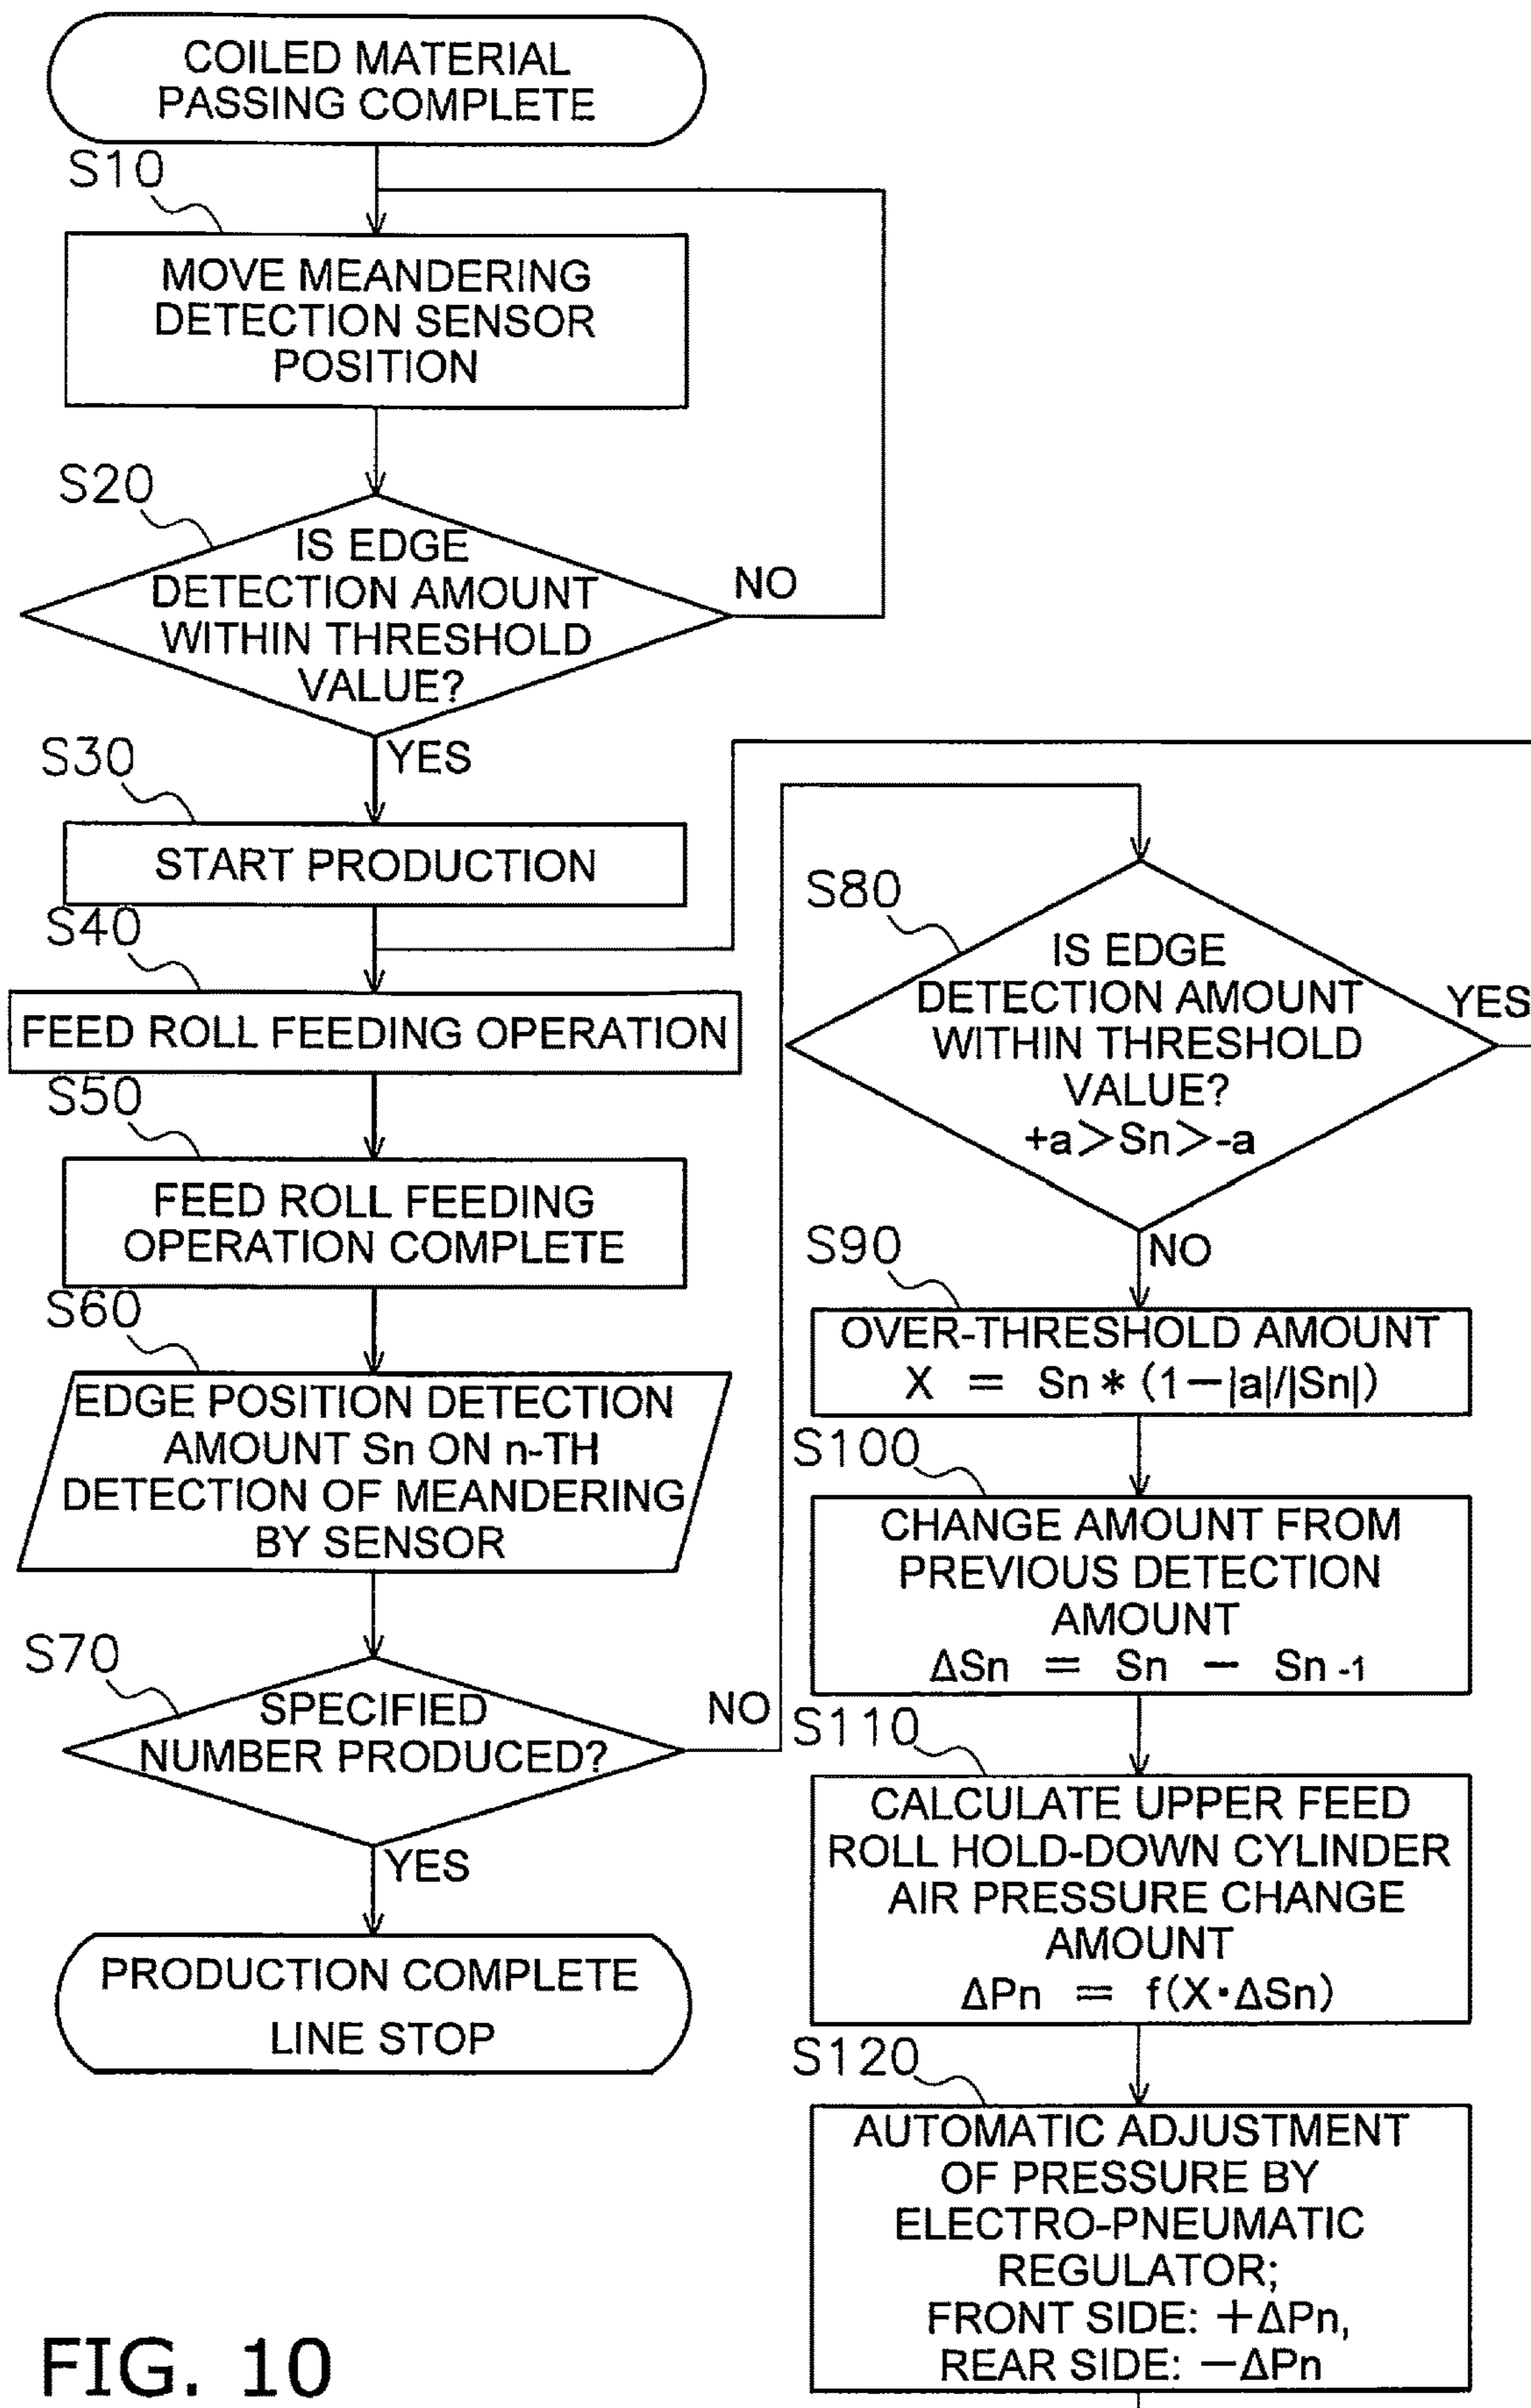 COILED MATERIAL
PASSING COMPLETE
S10
MOVE MEANDERING
DETECTION SENSOR
POSITION
S20
IS EDGE
DETECTION AMOUNT
WITHIN THRESHOLD
VALUE?
NO
YES
S30
START PRODUCTION
S40
FEED ROLL FEEDING OPERATION
S50
FEED ROLL FEEDING
OPERATION COMPLETE
S60
EDGE POSITION DETECTION
AMOUNT Sn ON n-TH
DETECTION OF MEANDERING
BY SENSOR
S70
SPECIFIED
NUMBER PRODUCED?
NO
YES
PRODUCTION COMPLETE
LINE STOP
S80
IS EDGE
DETECTION AMOUNT
WITHIN THRESHOLD
VALUE?
+a>Sn>-a
YES
NO
S90
OVER-THRESHOLD AMOUNT
X = Sn * (1-|a|/|Sn|)
S100
CHANGE AMOUNT FROM
PREVIOUS DETECTION
AMOUNT
ΔSn = Sn - Sn-1
S110
CALCULATE UPPER FEED
ROLL HOLD-DOWN CYLINDER
AIR PRESSURE CHANGE
AMOUNT
ΔPn = f(X·ΔSn)
S120
AUTOMATIC ADJUSTMENT
OF PRESSURE BY
ELECTRO-PNEUMATIC
REGULATOR;
FRONT SIDE: +ΔPn,
REAR SIDE: -ΔPn
FIG. 10